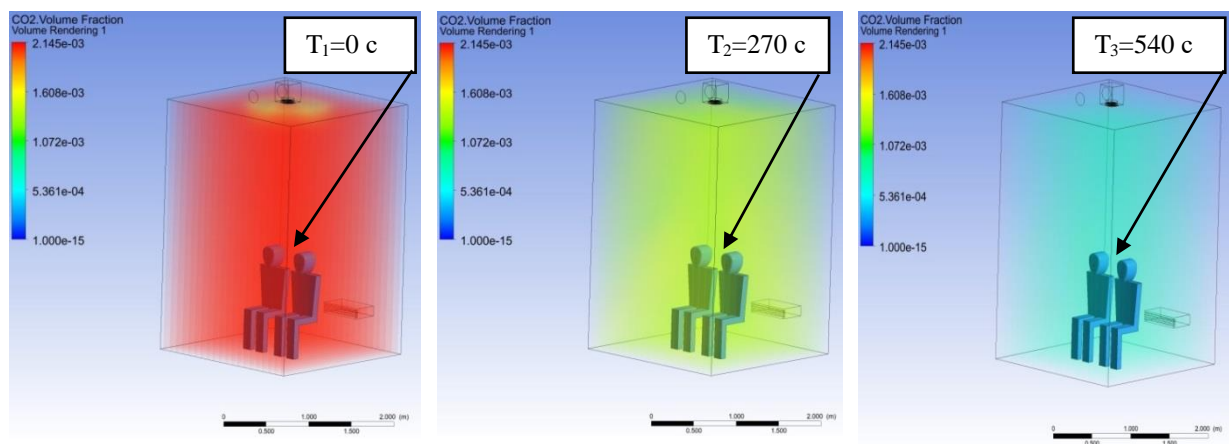 CO2.Volume Fraction
Volume Rendering 1
2.145e-03
1.608e-03
1.072e-03
5.361e-04
1.000e-15
T₁=0 c
0 1.000 2.000 (m)
0.500 1.500
CO2.Volume Fraction
Volume Rendering 1
2.145e-03
1.608e-03
1.072e-03
5.361e-04
1.000e-15
T₂=270 c
0 1.000 2.000 (m)
0.500 1.500
CO2.Volume Fraction
Volume Rendering 1
2.145e-03
1.608e-03
1.072e-03
5.361e-04
1.000e-15
T₃=540 c
0 1.000 2.000 (m)
0.500 1.500